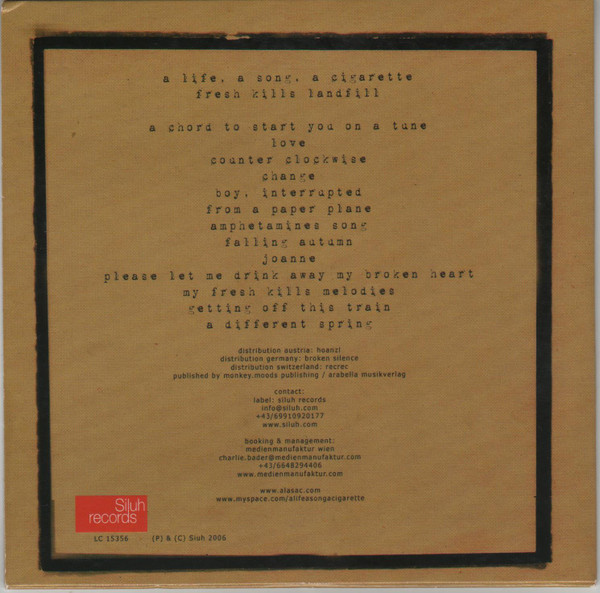 a life, a song, a cigarette
fresh kills landfill
a chord to start you on a tune
love
counter clockwise
change
boy, interrupted
from a paper plane
amphetamines song
falling autumn
joanne
please let me drink away my broken heart
my fresh kills melodies
getting off this train
a different spring
distribution austria: hoanzl
distribution germany: broken silence
distribution switzerland: recrec
published by monkey.moods publishing / arabella musikverlag
contact:
label: siluh records
info@siluh.com
+43/69910920177
www.siluh.com
booking & management:
medienmanufaktur wien
charlie.bader@medienmanufaktur.com
+43/6648294406
www.medienmanufaktur.com
www.alasac.com
www.myspace.com/alifeasongacigarette
Siluh
records
LC 15356 (P) & (C) Siuh 2006